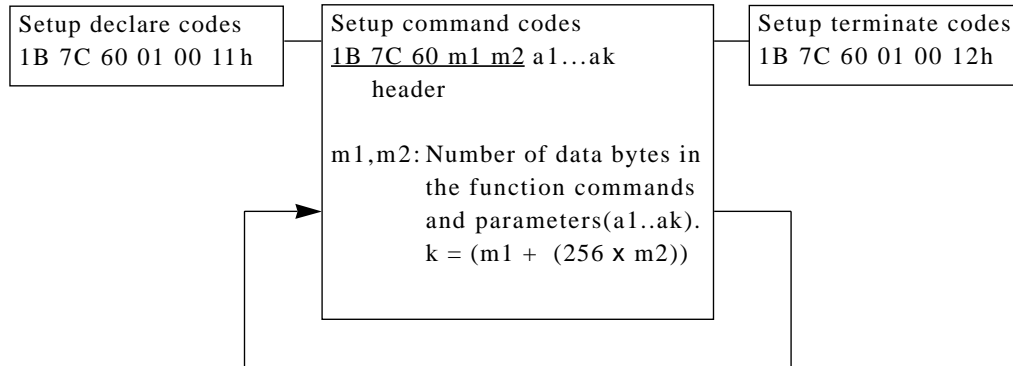 Setup declare codes
1B 7C 60 01 00 11h
Setup command codes
1B 7C 60 m1 m2 a1...ak
header
m1,m2: Number of data bytes in
the function commands
and parameters(a1..ak).
k = (m1 + (256 x m2))
Setup terminate codes
1B 7C 60 01 00 12h